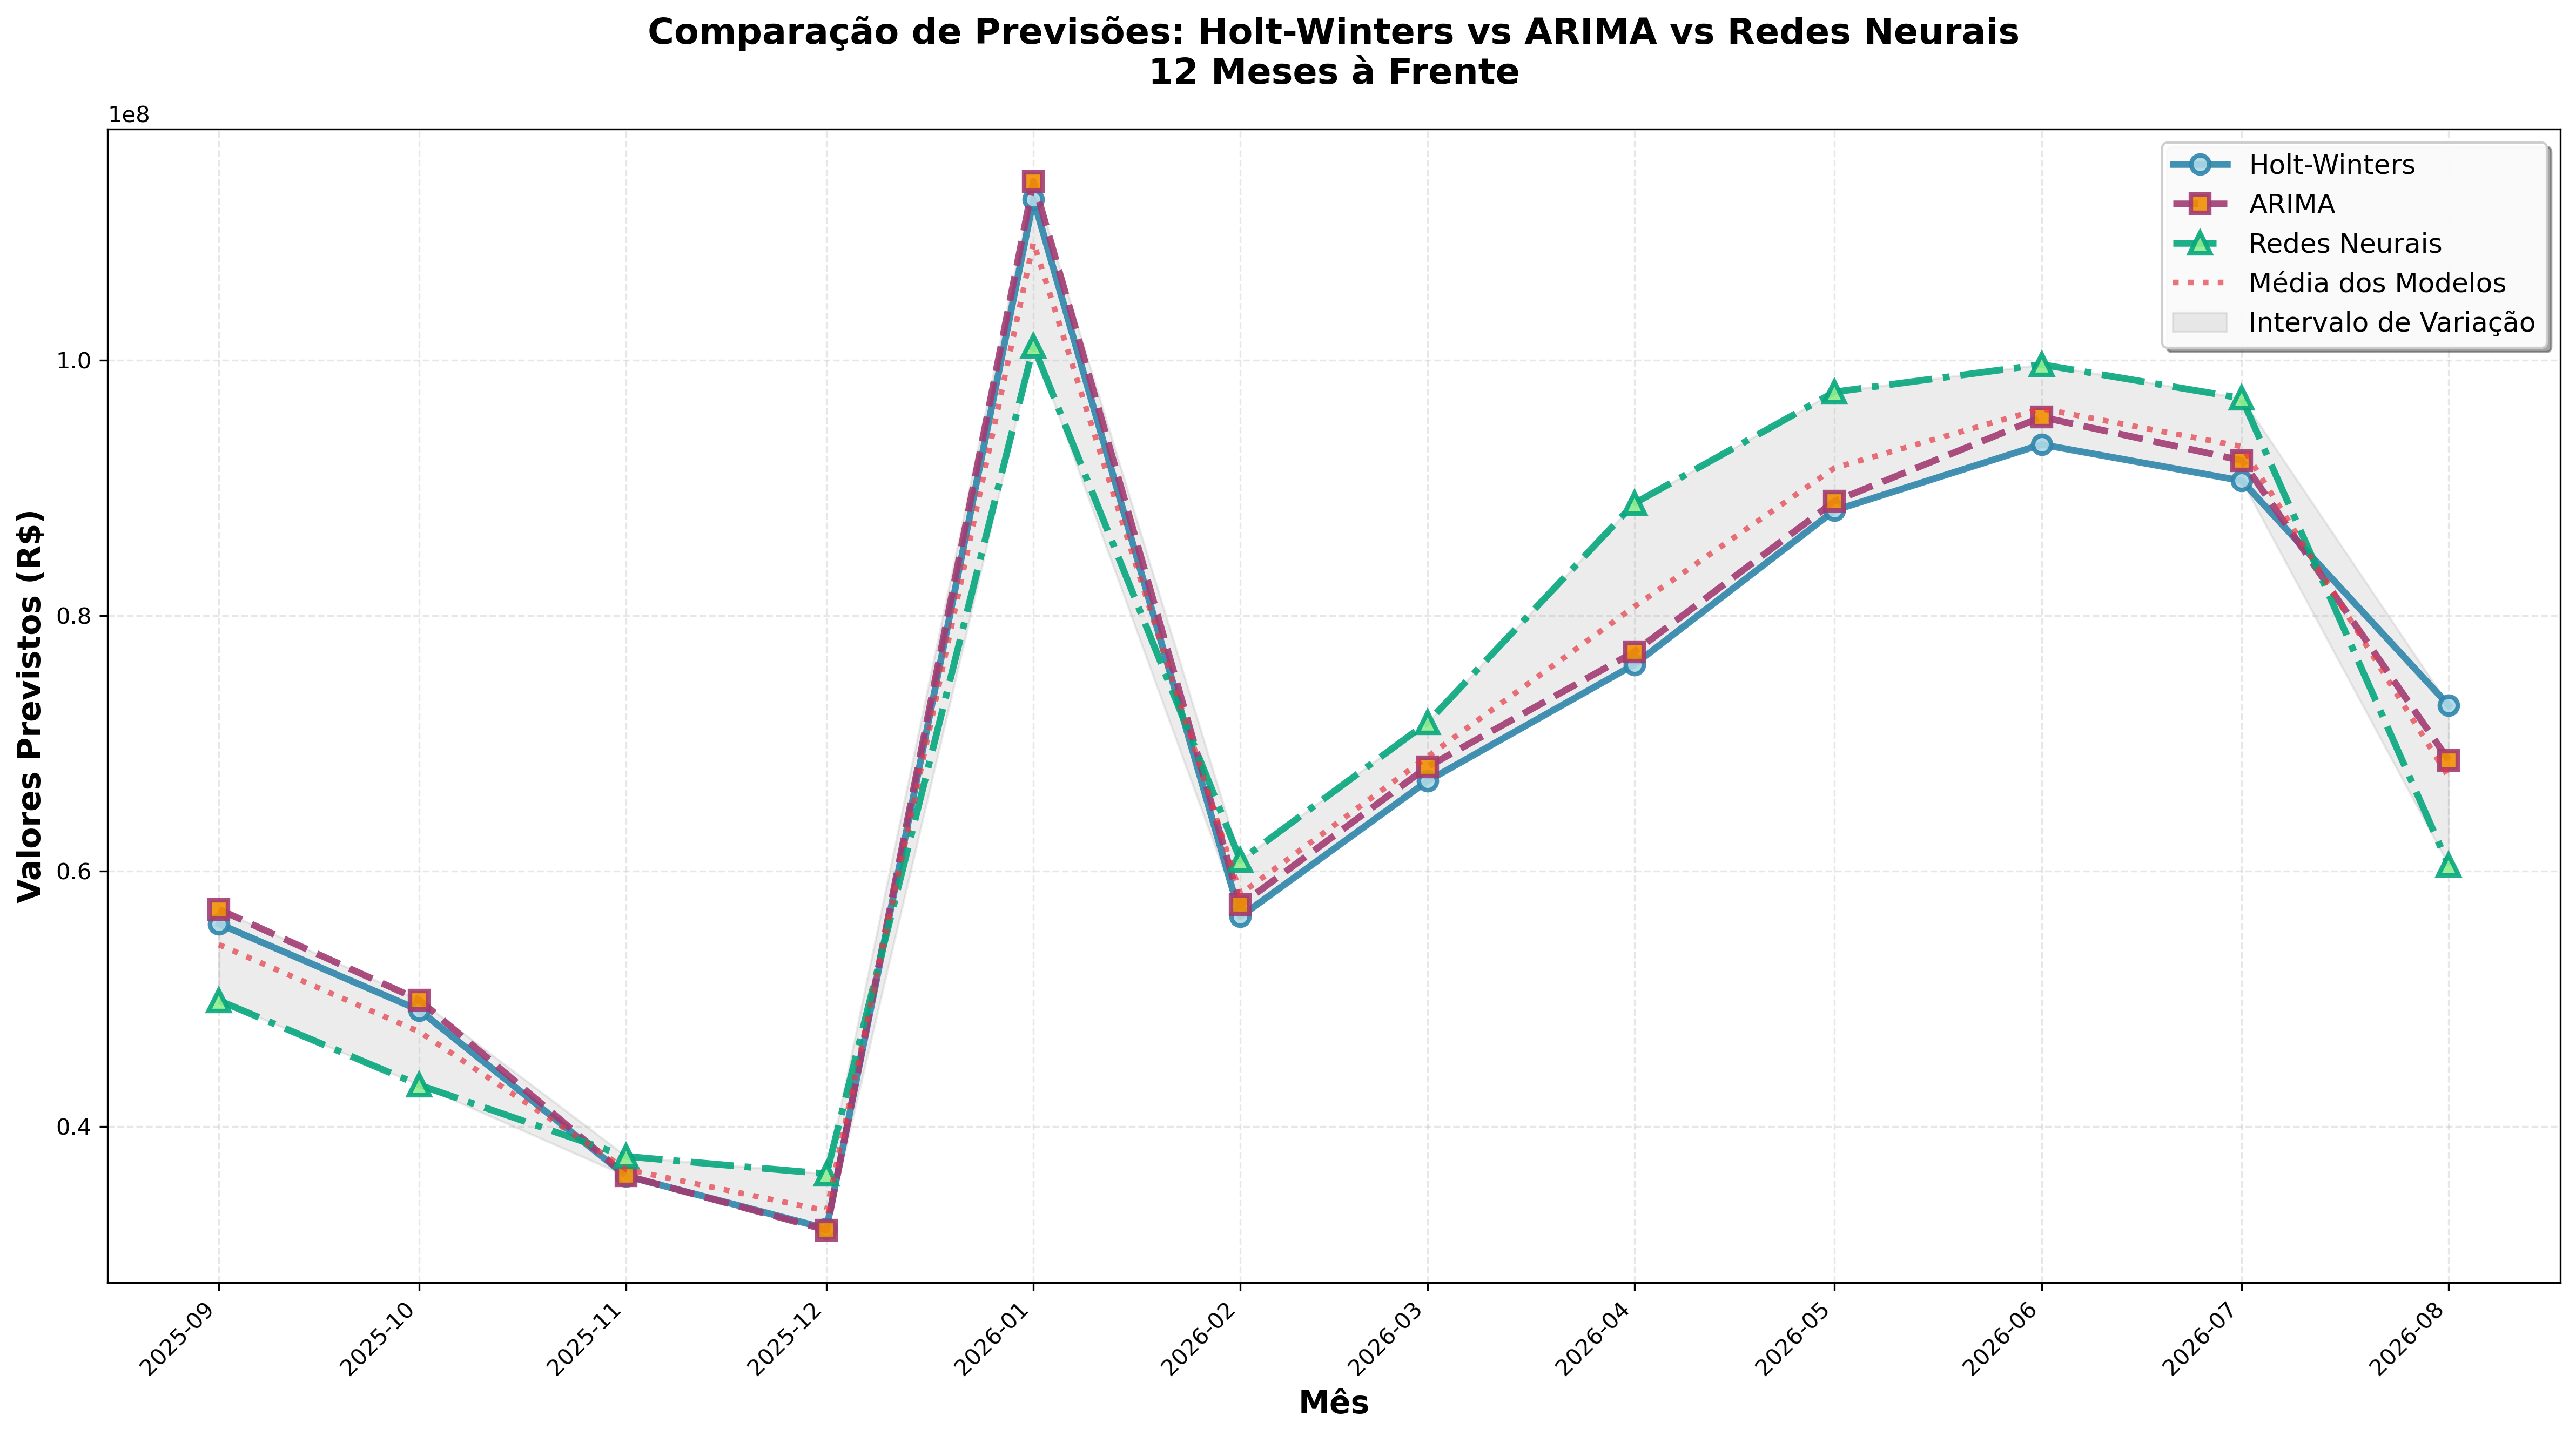 Comparação de Previsões: Holt-Winters vs ARIMA vs Redes Neurais
12 Meses à Frente
1e8
Holt-Winters
ARIMA
Redes Neurais
Média dos Modelos
Intervalo de Variação
Valores Previstos (R$)
1.0
0.8
0.6
0.4
2025-09
2025-10
2025-11
2025-12
2026-01
2026-02
2026-03
2026-04
2026-05
2026-06
2026-07
2026-08
Mês